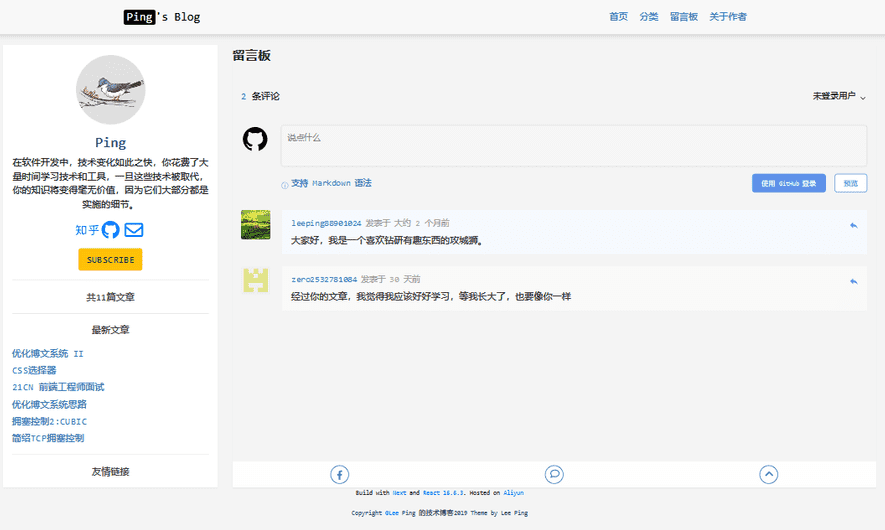 Ping's Blog
首页 分类 留言板 关于作者
Ping
在软件开发中，技术变化如此之快，你花费了大
量时间学习技术和工具，一旦这些技术被取代，
你的知识将变得毫无价值，因为它们大部分都是
实施的细节。
知乎
SUBSCRIBE
共11篇文章
最新文章
优化博文系统 II
CSS选择器
21CN 前端工程师面试
优化博文系统思路
拥塞控制2:CUBIC
简绍TCP拥塞控制
友情链接
留言板
2 条评论 未登录用户
说点什么
支持 Markdown 语法 使用 GitHub 登录 预览
leeping88901024 发表于 大约 2 个月前
大家好，我是一个喜欢钻研有趣东西的攻城狮。
zero2532781084 发表于 30 天前
经过你的文章，我觉得我应该好好学习，等我长大了，也要像你一样
Build with Next and React 16.6.3. Hosted on Aliyun
Copyright ©Lee Ping 的技术博客2019 Theme by Lee Ping